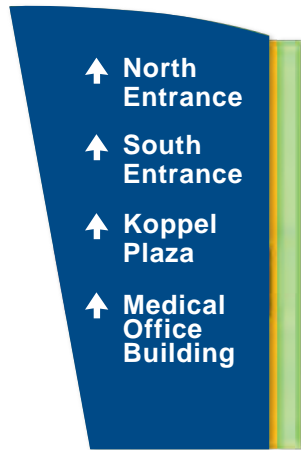 North
Entrance
South
Entrance
Koppel
Plaza
Medical
Office
Building